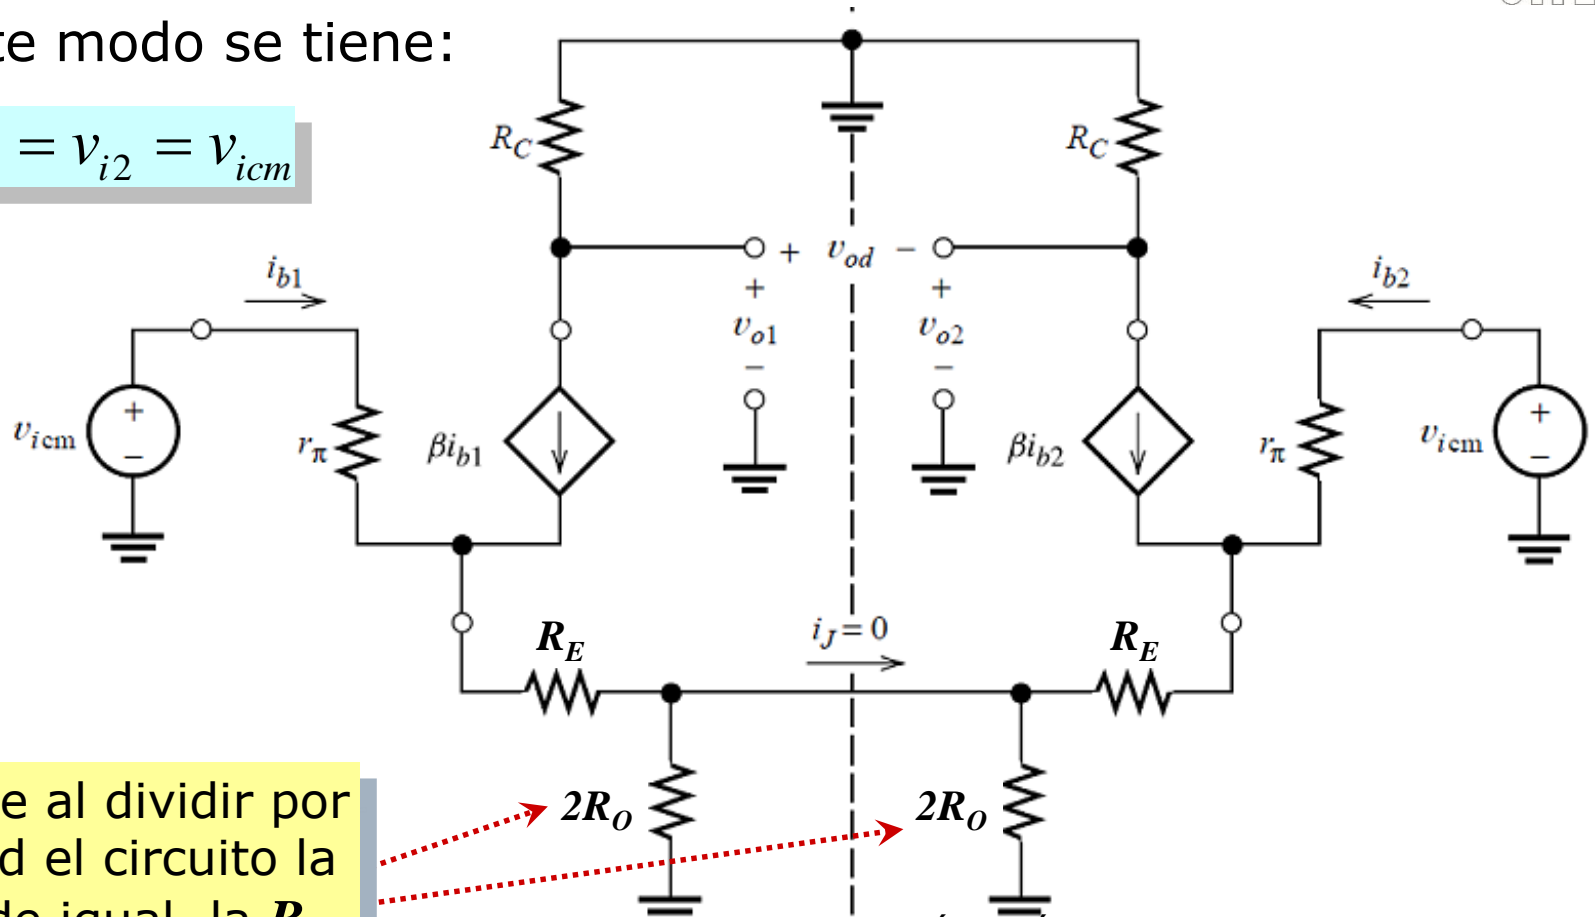 te modo se tiene:
= v_{i2} = v_{icm}
R_C
R_C
+ v_{od} −
i_{b1}
i_{b2}
+ +
v_{o1} v_{o2}
− −
+
v_{icm}
−
r_π
βi_{b1}
βi_{b2}
r_π
v_{icm}
+
−
R_E
i_J = 0
R_E
e al dividir por
d el circuito la
2R_O
2R_O